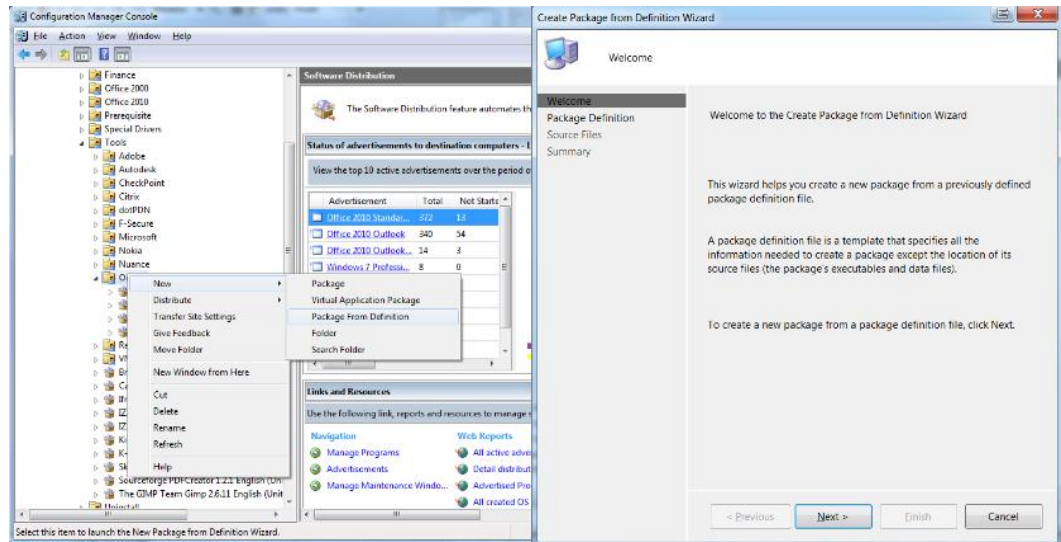 Configuration Manager Console
File Action View Window Help
Finance
Office 2000
Office 2010
Prerequisite
Special Drivers
Tools
Adobe
Autodesk
CheckPoint
Citrix
dotPDN
F-Secure
Microsoft
Nokia
Nuance
New
Distribute
Transfer Site Settings
Give Feedback
Move Folder
New Window from Here
Cut
Delete
Rename
Refresh
Help
Package
Virtual Application Package
Package From Definition
Folder
Search Folder
Sourceforge PDFCreator 1.2.1 English (Un
The GIMP Team Gimp 2.6.11 English (Unit
Uninstall
Select this item to launch the New Package from Definition Wizard.
Software Distribution
The Software Distribution feature automates th
Status of advertisements to destination computers - L
View the top 10 active advertisements over the period o
Advertisement Total Not Starte
Office 2010 Standar... 372 13
Office 2010 Outlook 340 54
Office 2010 Outlook... 14 3
Windows 7 Professi... 8 0
Links and Resources
Use the following link, reports and resources to manage s
Navigation Web Reports
Manage Programs All active adve
Advertisements Detail distribut
Manage Maintenance Windo... Advertised Pro
All created OS
Create Package from Definition Wizard
Welcome
Welcome
Package Definition
Source Files
Summary
Welcome to the Create Package from Definition Wizard
This wizard helps you create a new package from a previously defined
package definition file.
A package definition file is a template that specifies all the
information needed to create a package except the location of its
source files (the package's executables and data files).
To create a new package from a package definition file, click Next.
< Previous Next > Finish Cancel